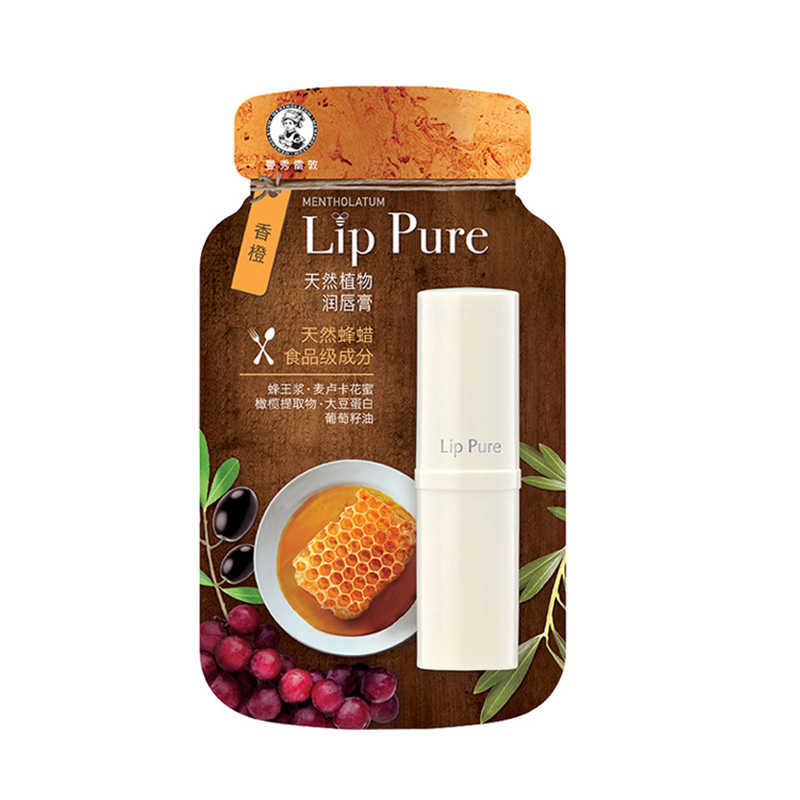 曼秀雷敦
MENTHOLATUM
Lip Pure
香橙
天然植物
润唇膏
天然蜂蜡
食品级成分
蜂王浆·麦卢卡花蜜
橄榄提取物·大豆蛋白
葡萄籽油
Lip Pure